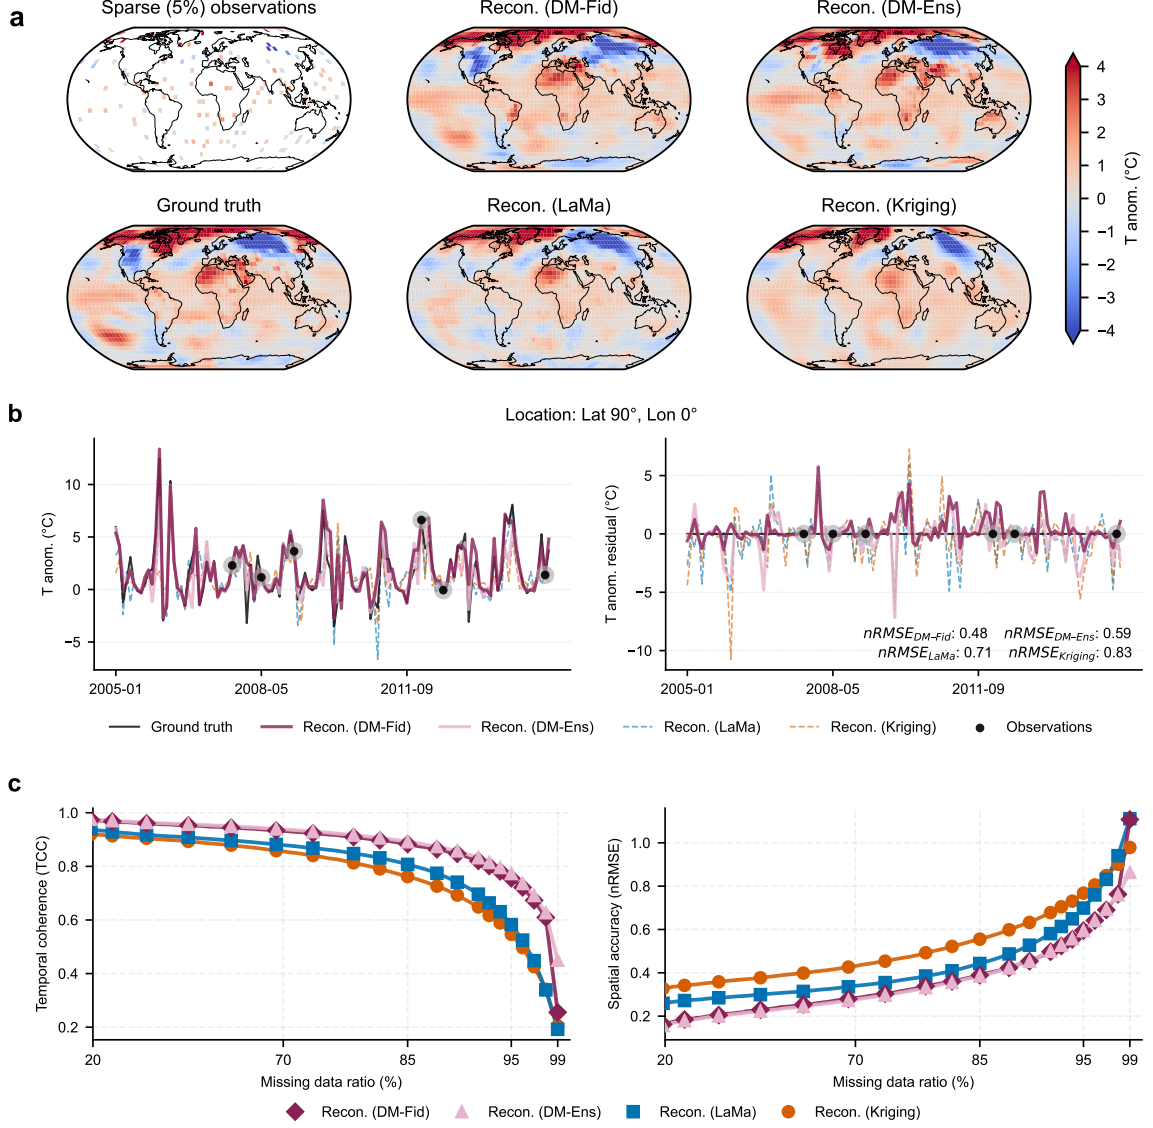 a
Sparse (5%) observations
Recon. (DM-Fid)
Recon. (DM-Ens)
Ground truth
Recon. (LaMa)
Recon. (Kriging)
4
3
2
1
0
−1
−2
−3
−4
T anom. (°C)
b
Location: Lat 90°, Lon 0°
T anom. (°C)
10
5
0
−5
2005-01
2008-05
2011-09
T anom. residual (°C)
5
0
−5
−10
nRMSE_DM−Fid: 0.48 nRMSE_DM−Ens: 0.59
nRMSE_LaMa: 0.71 nRMSE_Kriging: 0.83
2005-01
2008-05
2011-09
Ground truth Recon. (DM-Fid) Recon. (DM-Ens) Recon. (LaMa) Recon. (Kriging) Observations
c
Temporal coherence (TCC)
1.0
0.8
0.6
0.4
0.2
20 70 85 95 99
Missing data ratio (%)
Spatial accuracy (nRMSE)
1.0
0.8
0.6
0.4
0.2
20 70 85 95 99
Missing data ratio (%)
Recon. (DM-Fid) Recon. (DM-Ens) Recon. (LaMa) Recon. (Kriging)